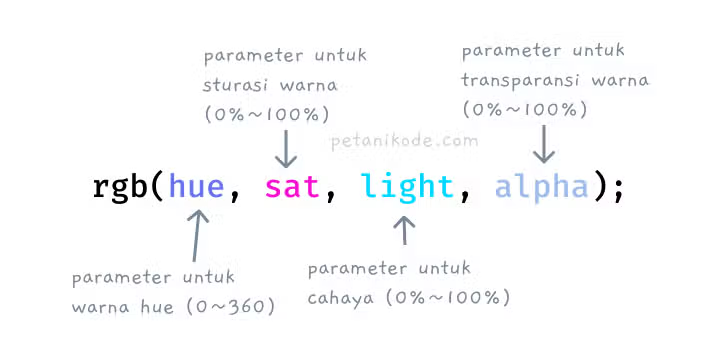 parameter untuk
sturasi warna
(0%~100%)
parameter untuk
transparansi warna
(0%~100%)
petanikode.com
rgb(hue, sat, light, alpha);
parameter untuk
warna hue (0~360)
parameter untuk
cahaya (0%~100%)